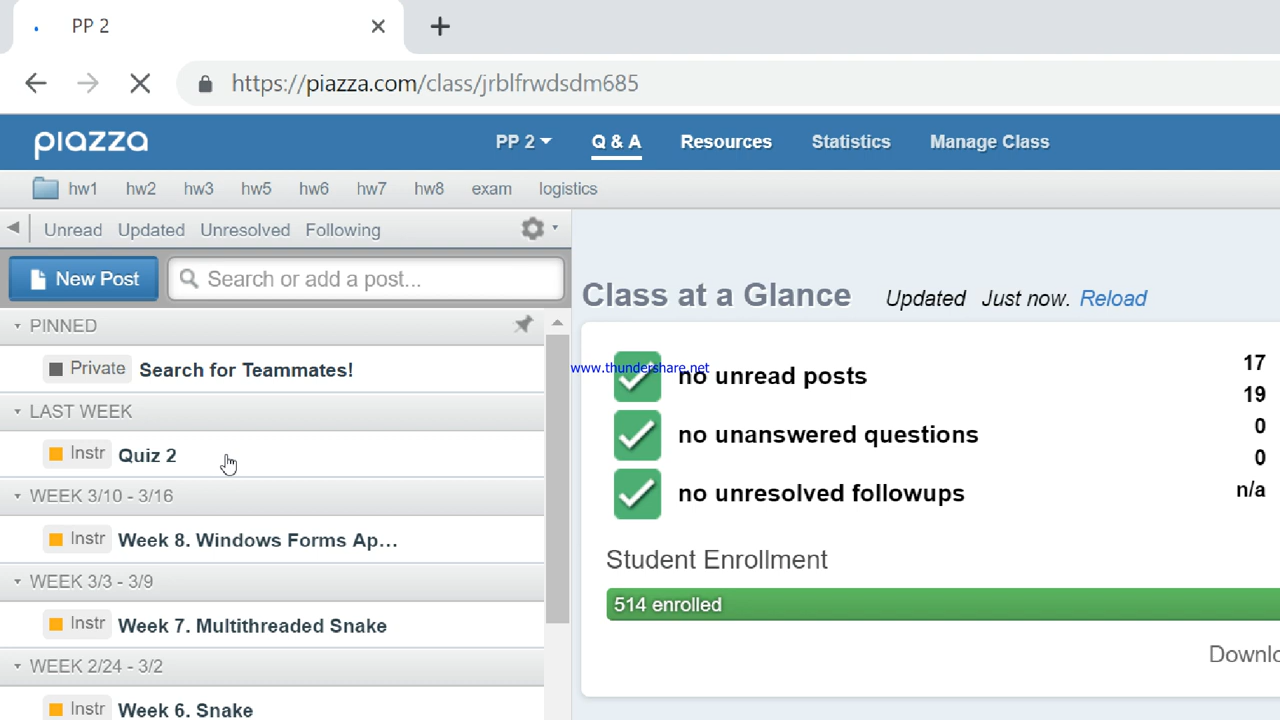 PP 2
https://piazza.com/class/jrblfrwdsdm685
piazza
PP 2 Q & A Resources Statistics Manage Class
hw1 hw2 hw3 hw5 hw6 hw7 hw8 exam logistics
Unread Updated Unresolved Following
New Post Search or add a post...
PINNED
Private Search for Teammates!
LAST WEEK
Instr Quiz 2
WEEK 3/10 - 3/16
Instr Week 8. Windows Forms Ap...
WEEK 3/3 - 3/9
Instr Week 7. Multithreaded Snake
WEEK 2/24 - 3/2
Instr Week 6. Snake
Class at a Glance Updated Just now. Reload
www.thundershare.net
no unread posts
no unanswered questions
no unresolved followups
17
19
0
0
n/a
Student Enrollment
514 enrolled
Downlo